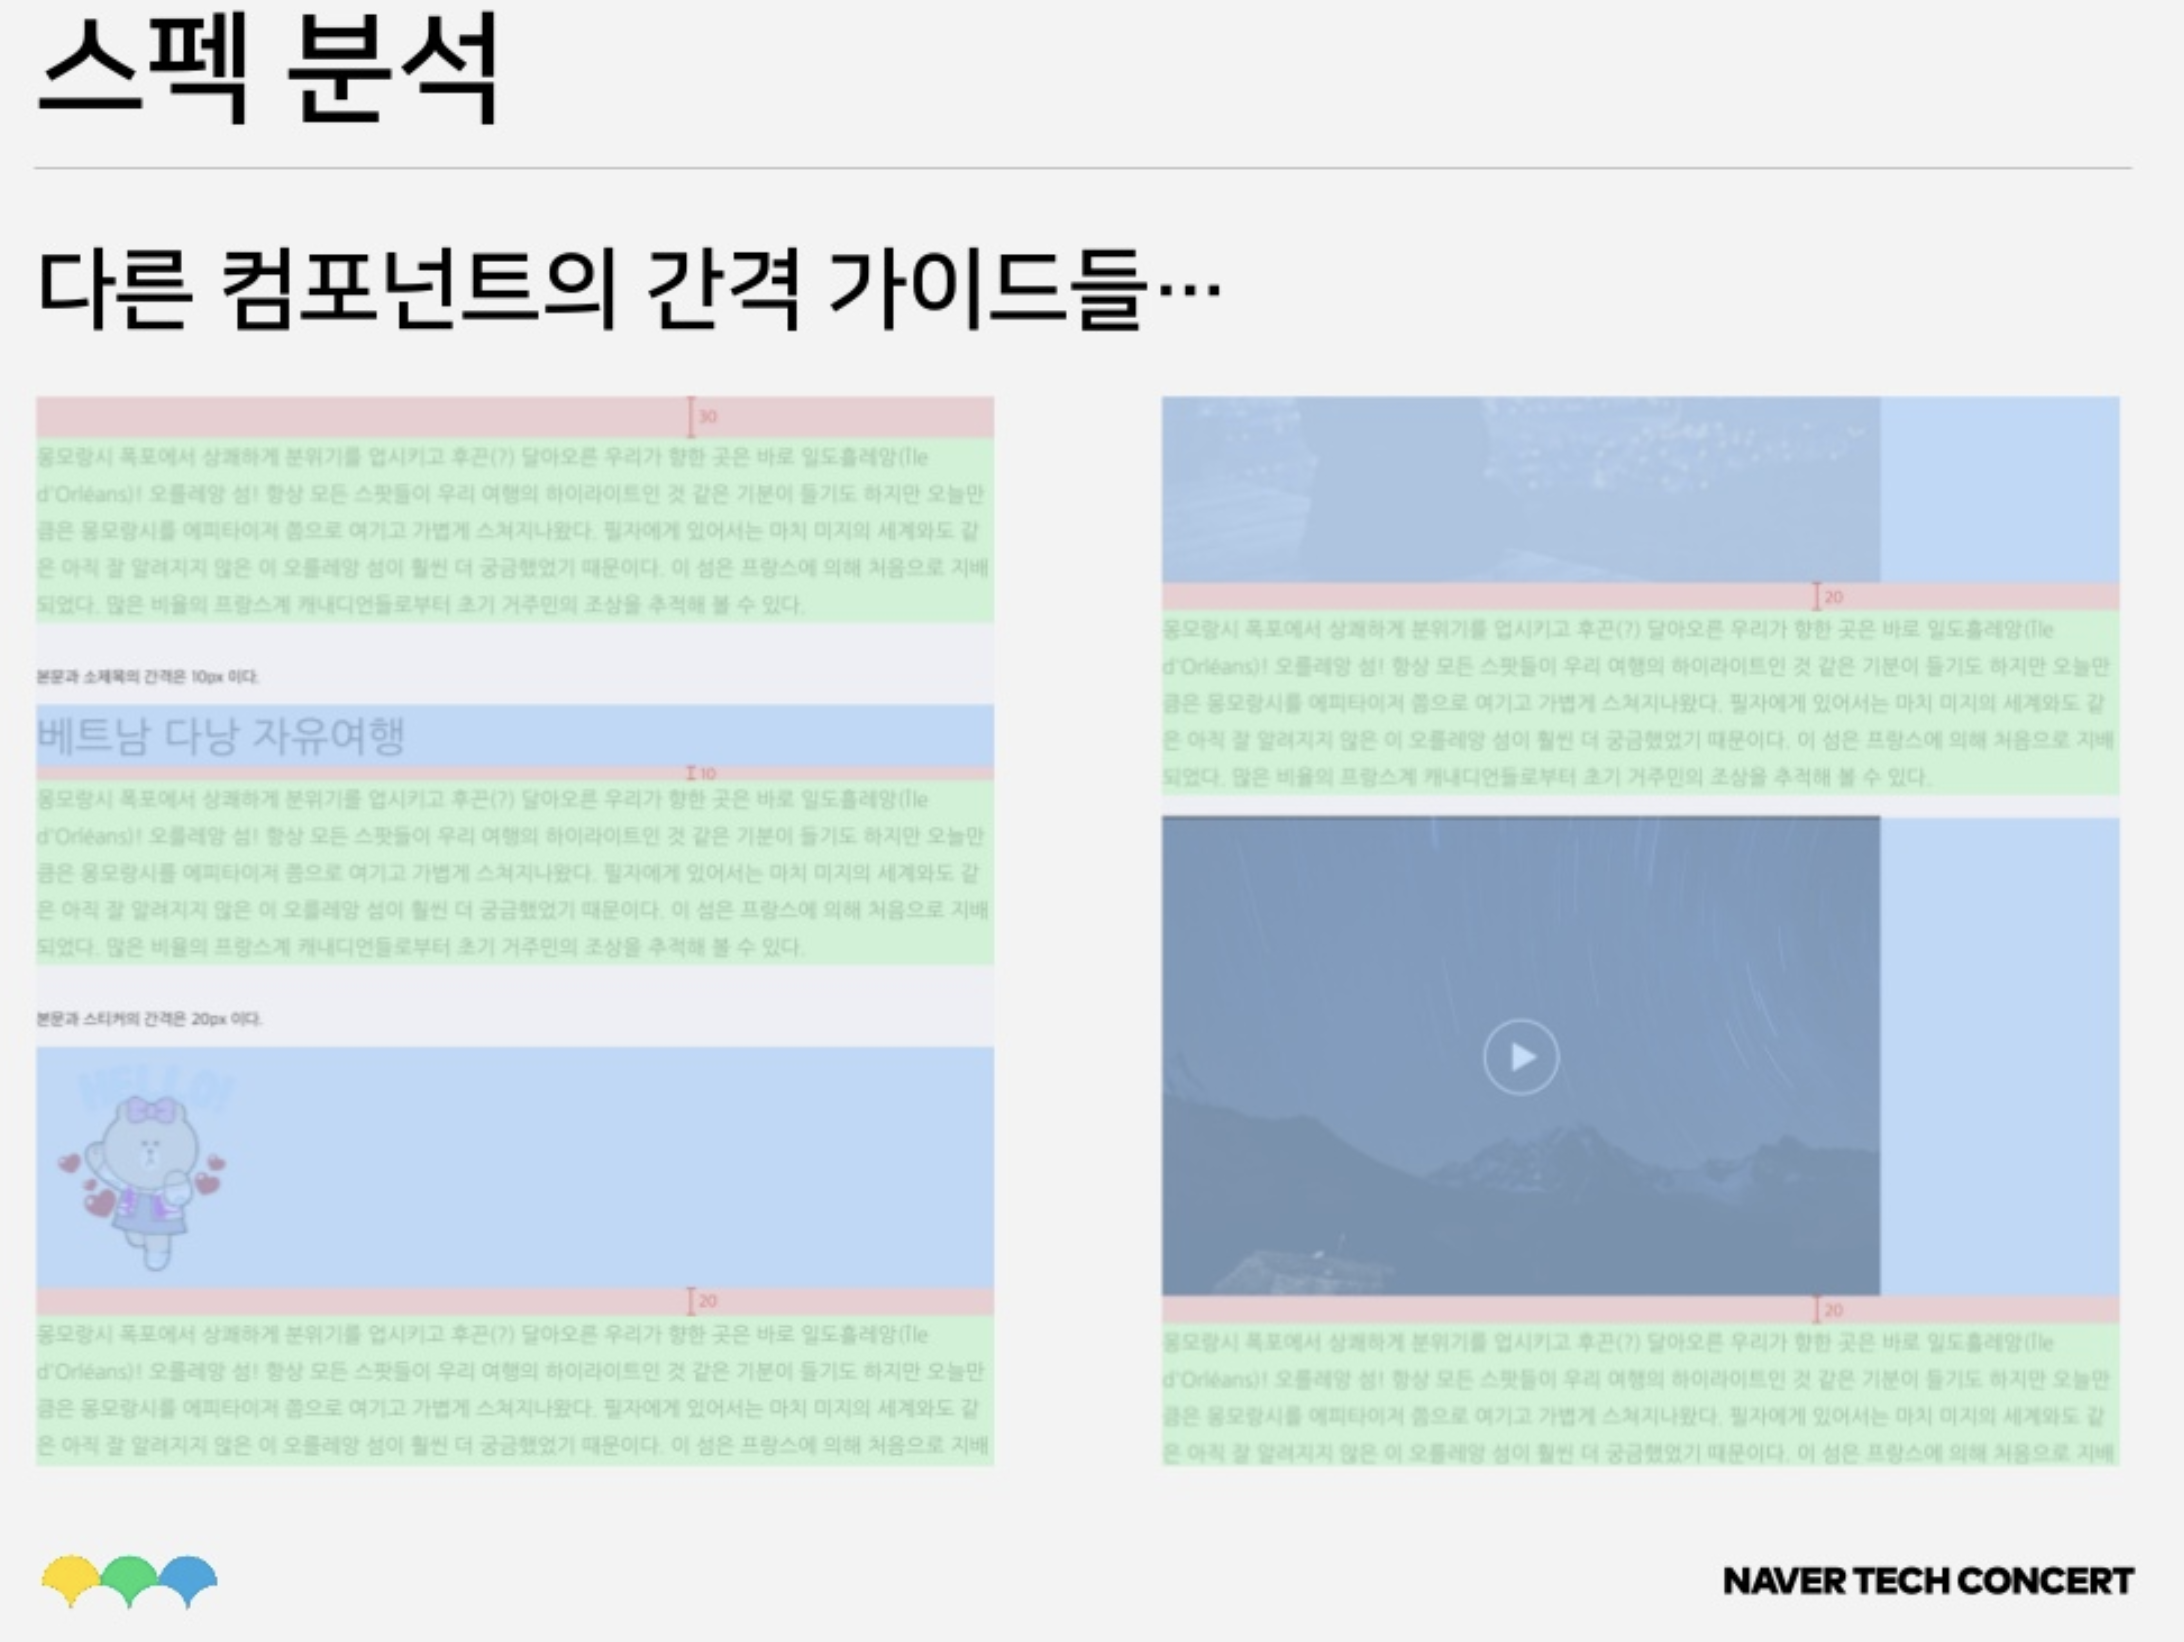 스펙 분석
다른 컴포넌트의 간격 가이드들…
30
몽모랑시 폭포에서 상쾌하게 분위기를 업시키고 후끈(?) 달아오른 우리가 향한 곳은 바로 일도흘레앙(Île
d'Orléans)! 오를레앙 섬! 항상 모든 스팟들이 우리 여행의 하이라이트인 것 같은 기분이 들기도 하지만 오늘만
큼은 몽모랑시를 에피타이저 쯤으로 여기고 가볍게 스쳐지나왔다. 필자에게 있어서는 마치 미지의 세계와도 같
은 아직 잘 알려지지 않은 이 오를레앙 섬이 훨씬 더 궁금했었기 때문이다. 이 섬은 프랑스에 의해 처음으로 지배
되었다. 많은 비율의 프랑스계 캐내디언들로부터 초기 거주민의 조상을 추적해 볼 수 있다.
본문과 소제목의 간격은 10px 이다.
베트남 다낭 자유여행
10
몽모랑시 폭포에서 상쾌하게 분위기를 업시키고 후끈(?) 달아오른 우리가 향한 곳은 바로 일도흘레앙(Île
d'Orléans)! 오를레앙 섬! 항상 모든 스팟들이 우리 여행의 하이라이트인 것 같은 기분이 들기도 하지만 오늘만
큼은 몽모랑시를 에피타이저 쯤으로 여기고 가볍게 스쳐지나왔다. 필자에게 있어서는 마치 미지의 세계와도 같
은 아직 잘 알려지지 않은 이 오를레앙 섬이 훨씬 더 궁금했었기 때문이다. 이 섬은 프랑스에 의해 처음으로 지배
되었다. 많은 비율의 프랑스계 캐내디언들로부터 초기 거주민의 조상을 추적해 볼 수 있다.
본문과 스티커의 간격은 20px 이다.
HELLO!
20
몽모랑시 폭포에서 상쾌하게 분위기를 업시키고 후끈(?) 달아오른 우리가 향한 곳은 바로 일도흘레앙(Île
d'Orléans)! 오를레앙 섬! 항상 모든 스팟들이 우리 여행의 하이라이트인 것 같은 기분이 들기도 하지만 오늘만
큼은 몽모랑시를 에피타이저 쯤으로 여기고 가볍게 스쳐지나왔다. 필자에게 있어서는 마치 미지의 세계와도 같
은 아직 잘 알려지지 않은 이 오를레앙 섬이 훨씬 더 궁금했었기 때문이다. 이 섬은 프랑스에 의해 처음으로 지배
20
몽모랑시 폭포에서 상쾌하게 분위기를 업시키고 후끈(?) 달아오른 우리가 향한 곳은 바로 일도흘레앙(Île
d'Orléans)! 오를레앙 섬! 항상 모든 스팟들이 우리 여행의 하이라이트인 것 같은 기분이 들기도 하지만 오늘만
큼은 몽모랑시를 에피타이저 쯤으로 여기고 가볍게 스쳐지나왔다. 필자에게 있어서는 마치 미지의 세계와도 같
은 아직 잘 알려지지 않은 이 오를레앙 섬이 훨씬 더 궁금했었기 때문이다. 이 섬은 프랑스에 의해 처음으로 지배
되었다. 많은 비율의 프랑스계 캐내디언들로부터 초기 거주민의 조상을 추적해 볼 수 있다.
20
몽모랑시 폭포에서 상쾌하게 분위기를 업시키고 후끈(?) 달아오른 우리가 향한 곳은 바로 일도흘레앙(Île
d'Orléans)! 오를레앙 섬! 항상 모든 스팟들이 우리 여행의 하이라이트인 것 같은 기분이 들기도 하지만 오늘만
큼은 몽모랑시를 에피타이저 쯤으로 여기고 가볍게 스쳐지나왔다. 필자에게 있어서는 마치 미지의 세계와도 같
은 아직 잘 알려지지 않은 이 오를레앙 섬이 훨씬 더 궁금했었기 때문이다. 이 섬은 프랑스에 의해 처음으로 지배
NAVER TECH CONCERT